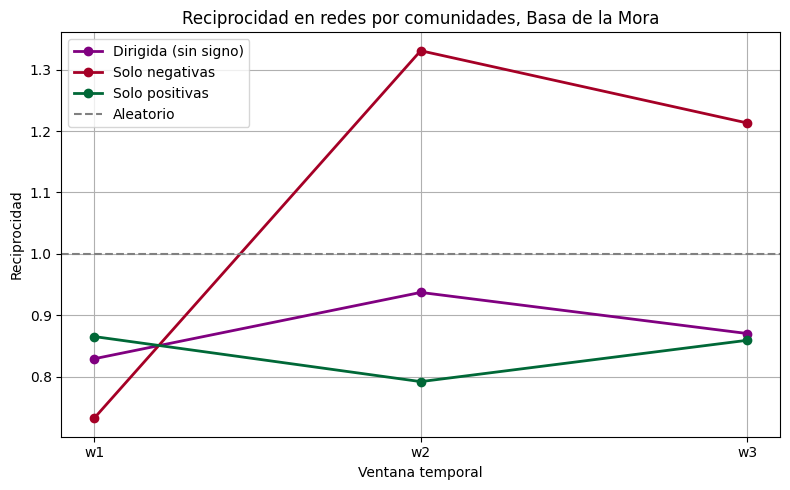 Reciprocidad en redes por comunidades, Basa de la Mora
Dirigida (sin signo)
Solo negativas
Solo positivas
Aleatorio
Reciprocidad
1.3
1.2
1.1
1.0
0.9
0.8
w1
w2
w3
Ventana temporal